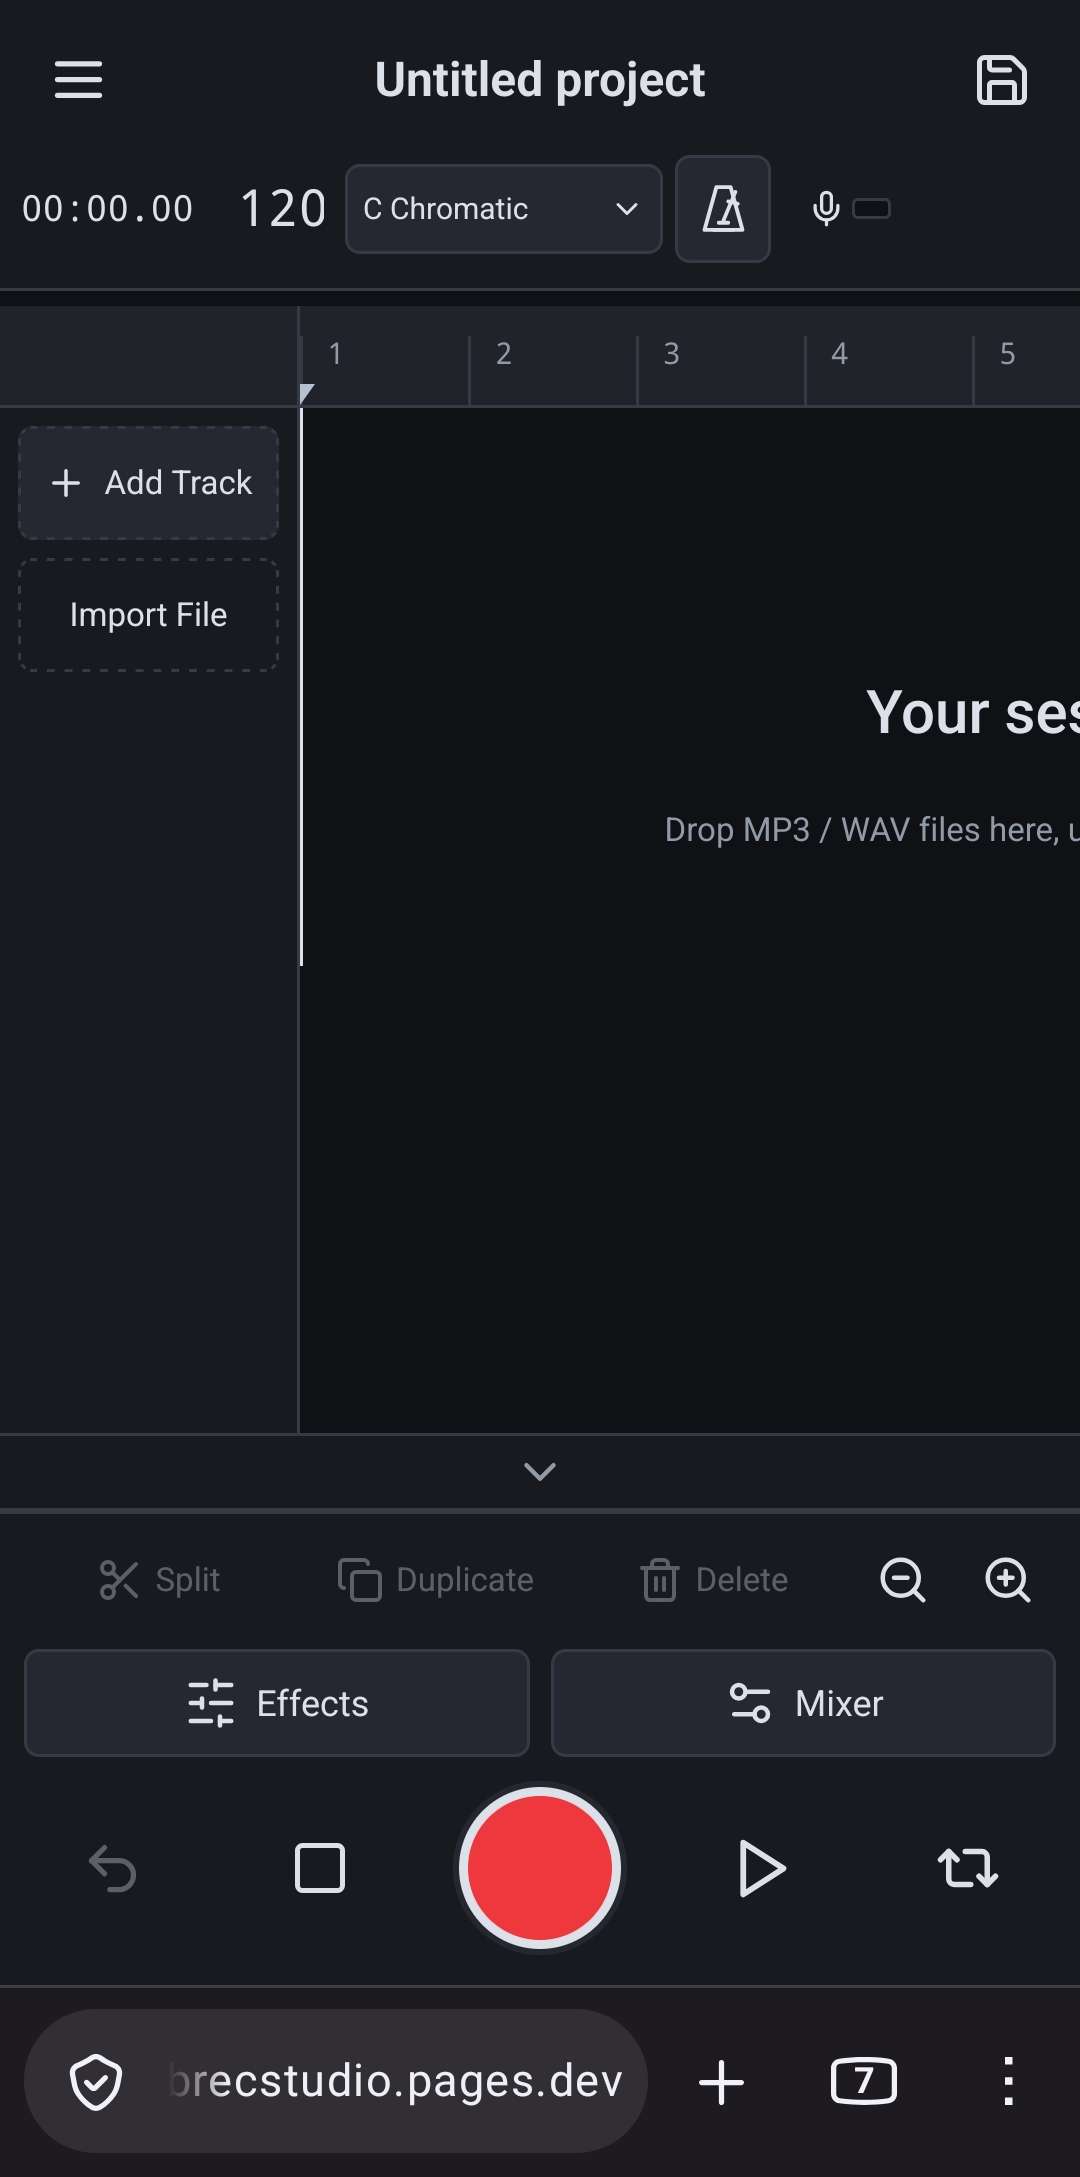 Untitled project
00:00.00 120 C Chromatic
1 2 3 4 5
Add Track
Import File
Your ses
Drop MP3 / WAV files here, u
Split Duplicate Delete
Effects Mixer
brecstudio.pages.dev 7